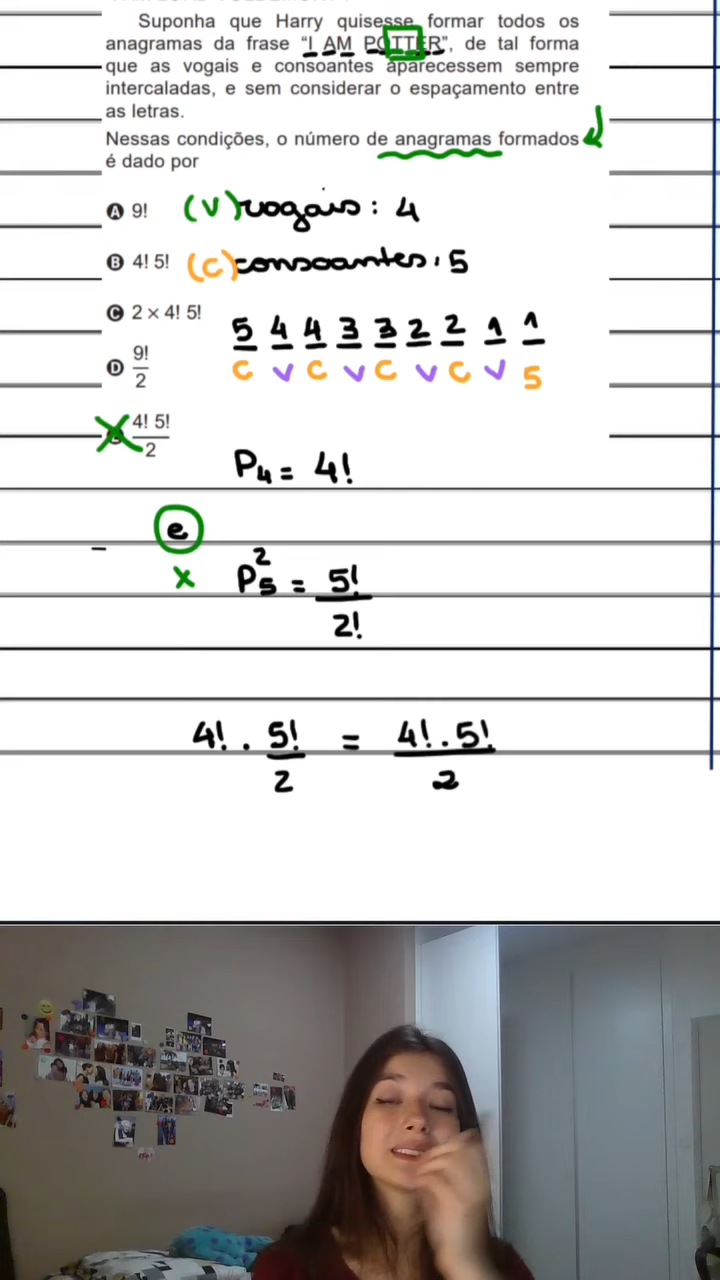 Suponha que Harry quisesse formar todos os
anagramas da frase “I AM POTTER”, de tal forma
que as vogais e consoantes aparecessem sempre
intercaladas, e sem considerar o espaçamento entre
as letras.
Nessas condições, o número de anagramas formados
é dado por
A 9! (V) vogais: 4
B 4! 5! (C) consoantes: 5
C 2 × 4! 5!
5 4 4 3 3 2 2 1 1
D 9!
2
C V C V C V C V 5
4! 5!
2
P4 = 4!
e
x P5² = 5!
2!
4! . 5! = 4! . 5!
2 2